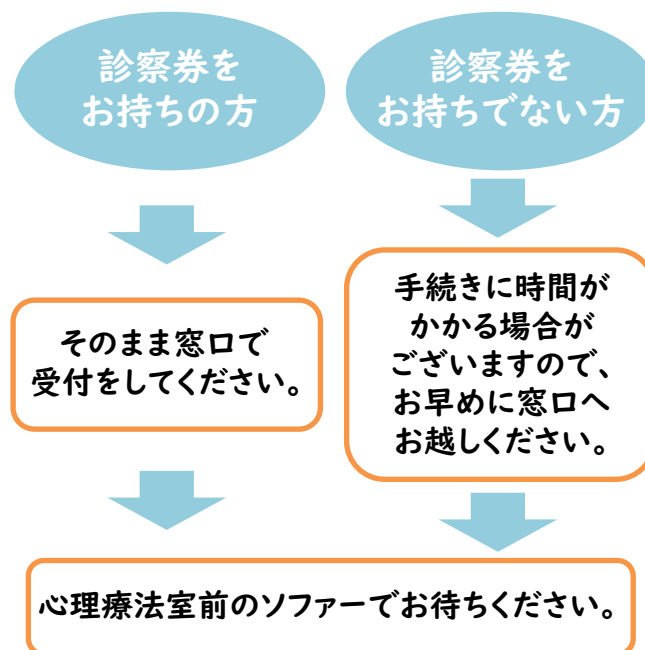 診察券を
お持ちの方
診察券を
お持ちでない方
そのまま窓口で
受付をしてください。
手続きに時間が
かかる場合が
ございますので、
お早めに窓口へ
お越しください。
心理療法室前のソファーでお待ちください。